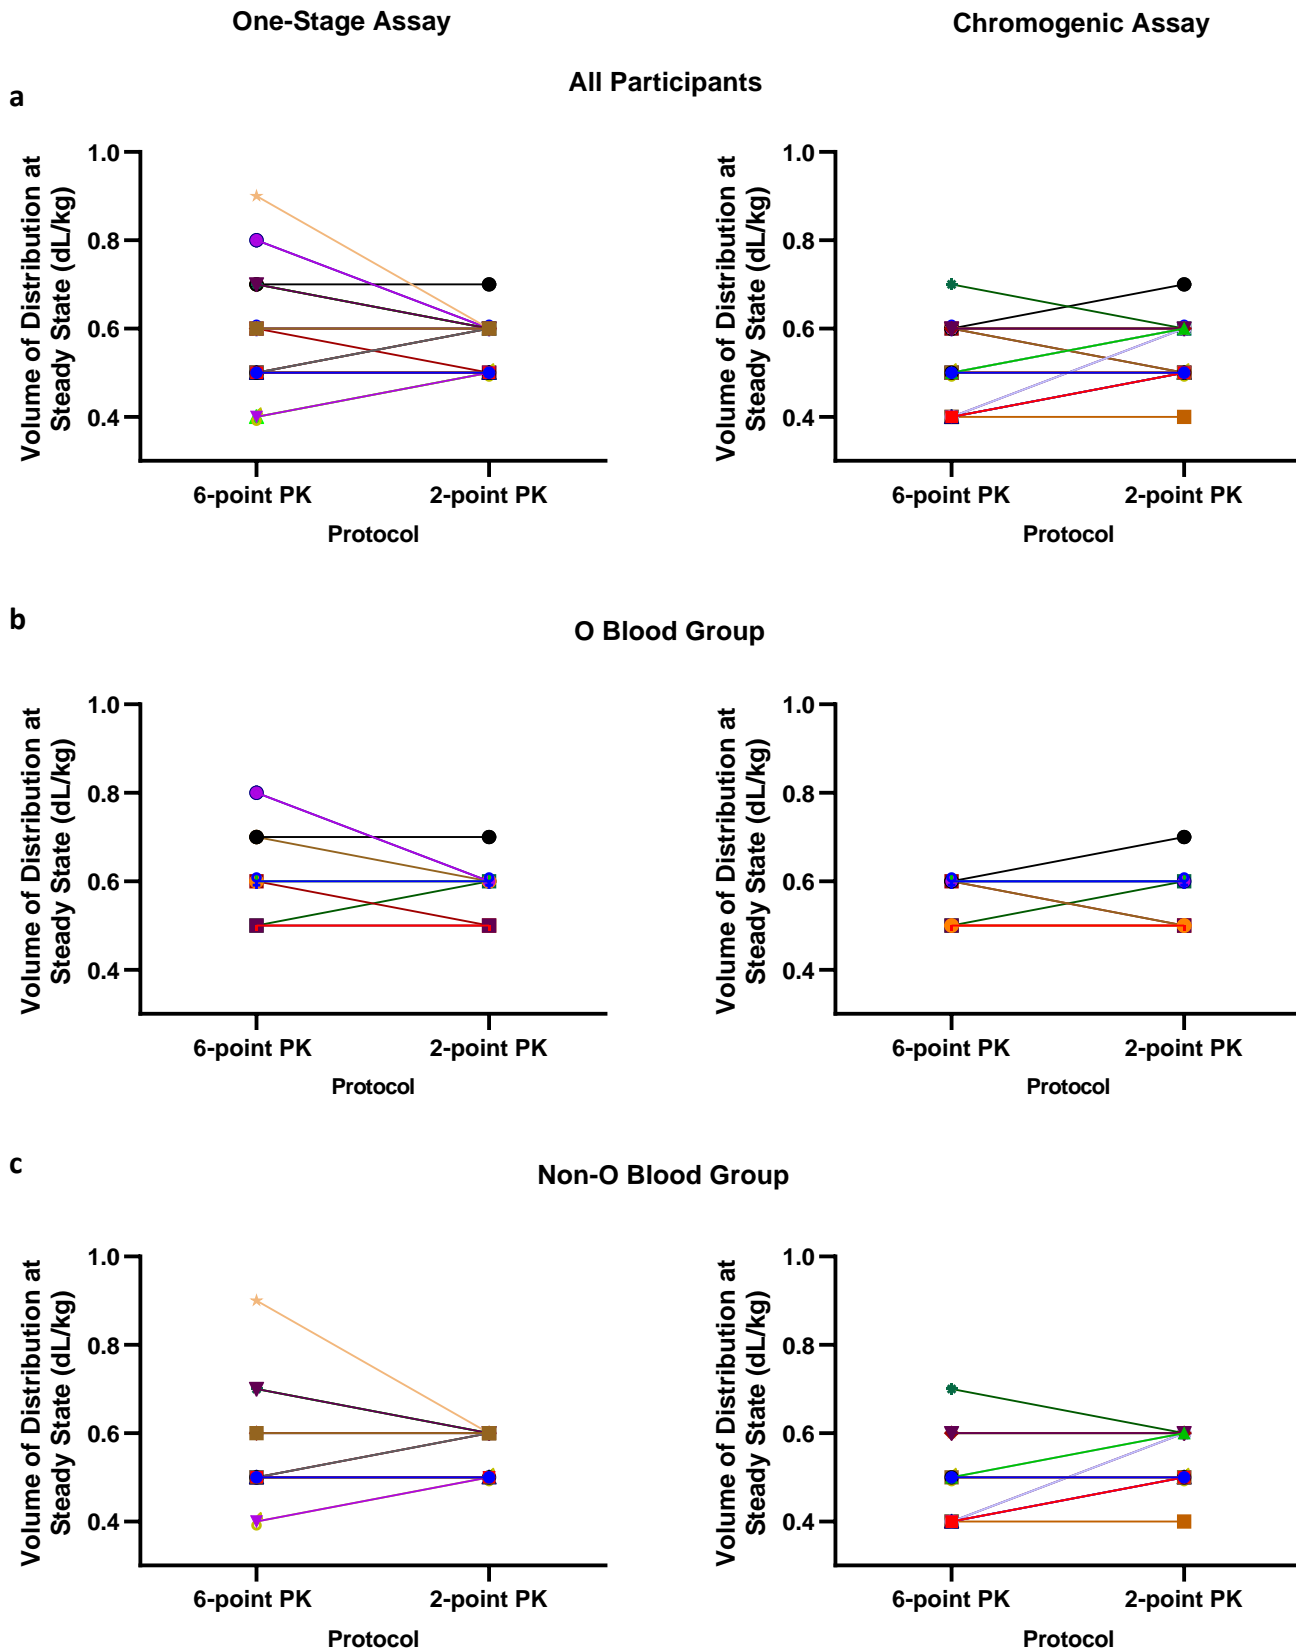 One-Stage Assay
Chromogenic Assay
All Participants
a
Volume of Distribution at
Steady State (dL/kg)
1.0
0.8
0.6
0.4
6-point PK
2-point PK
Protocol
Volume of Distribution at
Steady State (dL/kg)
1.0
0.8
0.6
0.4
6-point PK
2-point PK
Protocol
b
O Blood Group
Volume of Distribution at
Steady State (dL/kg)
1.0
0.8
0.6
0.4
6-point PK
2-point PK
Protocol
Volume of Distribution at
Steady State (dL/kg)
1.0
0.8
0.6
0.4
6-point PK
2-point PK
Protocol
c
Non-O Blood Group
Volume of Distribution at
Steady State (dL/kg)
1.0
0.8
0.6
0.4
6-point PK
2-point PK
Protocol
Volume of Distribution at
Steady State (dL/kg)
1.0
0.8
0.6
0.4
6-point PK
2-point PK
Protocol